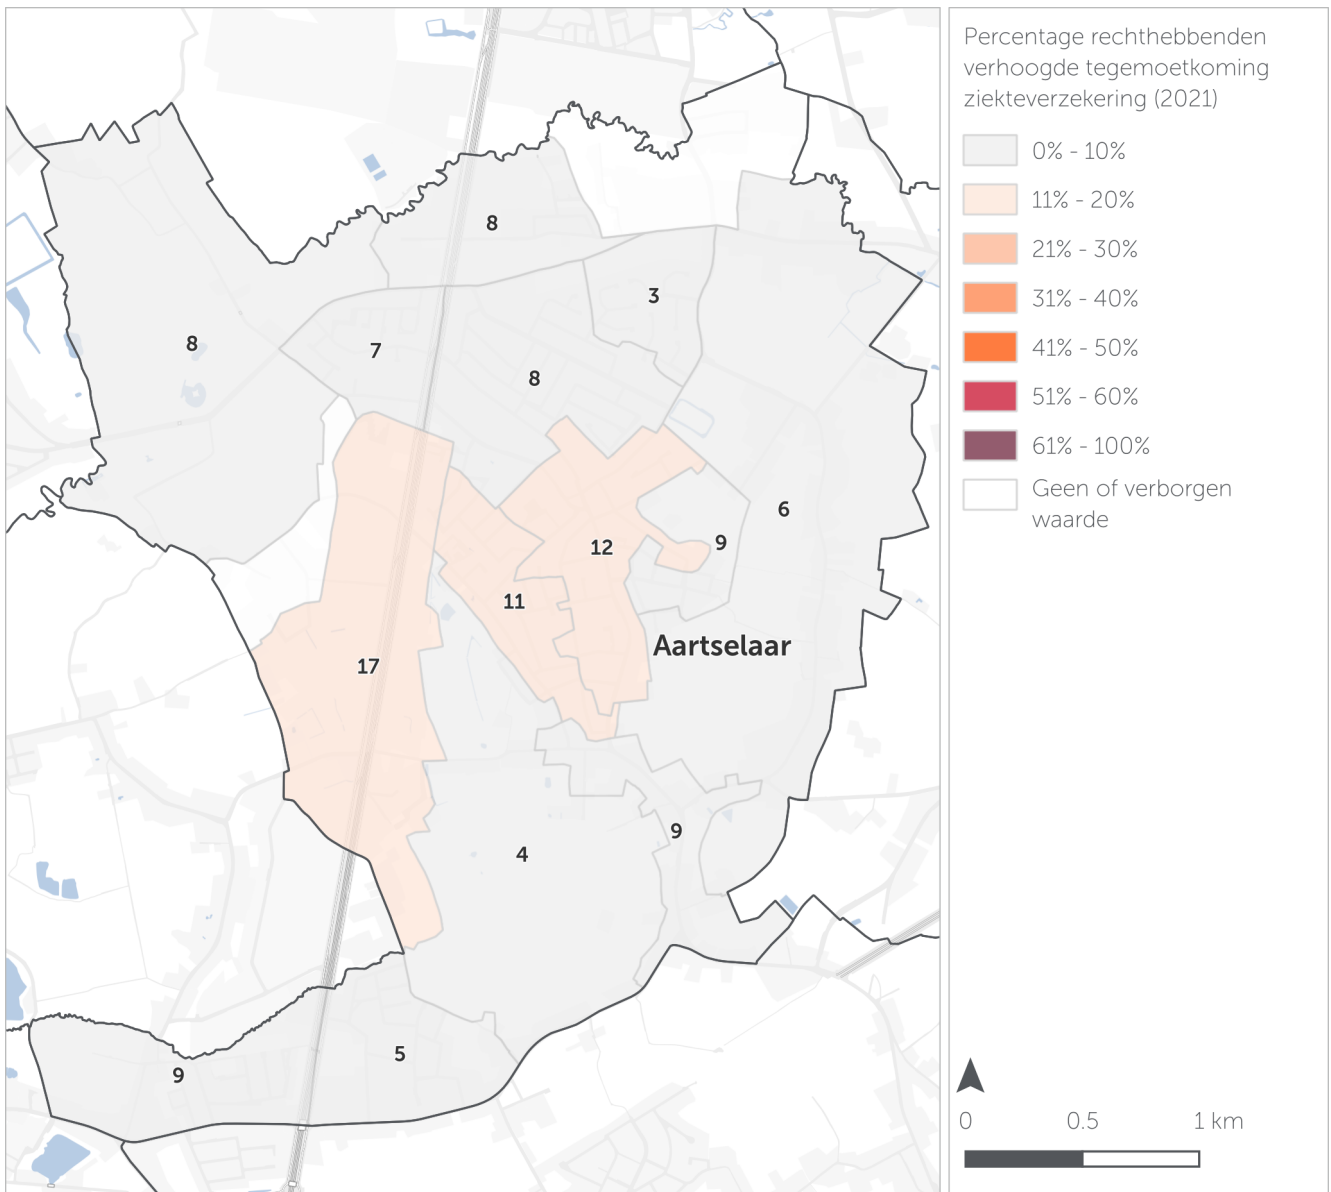 8
3
8
7
8
6
9
12
11
Aartselaar
17
9
4
5
9
Percentage rechthebbenden
verhoogde tegemoetkoming
ziekteverzekering (2021)
0% - 10%
11% - 20%
21% - 30%
31% - 40%
41% - 50%
51% - 60%
61% - 100%
Geen of verborgen
waarde
0 0.5 1 km